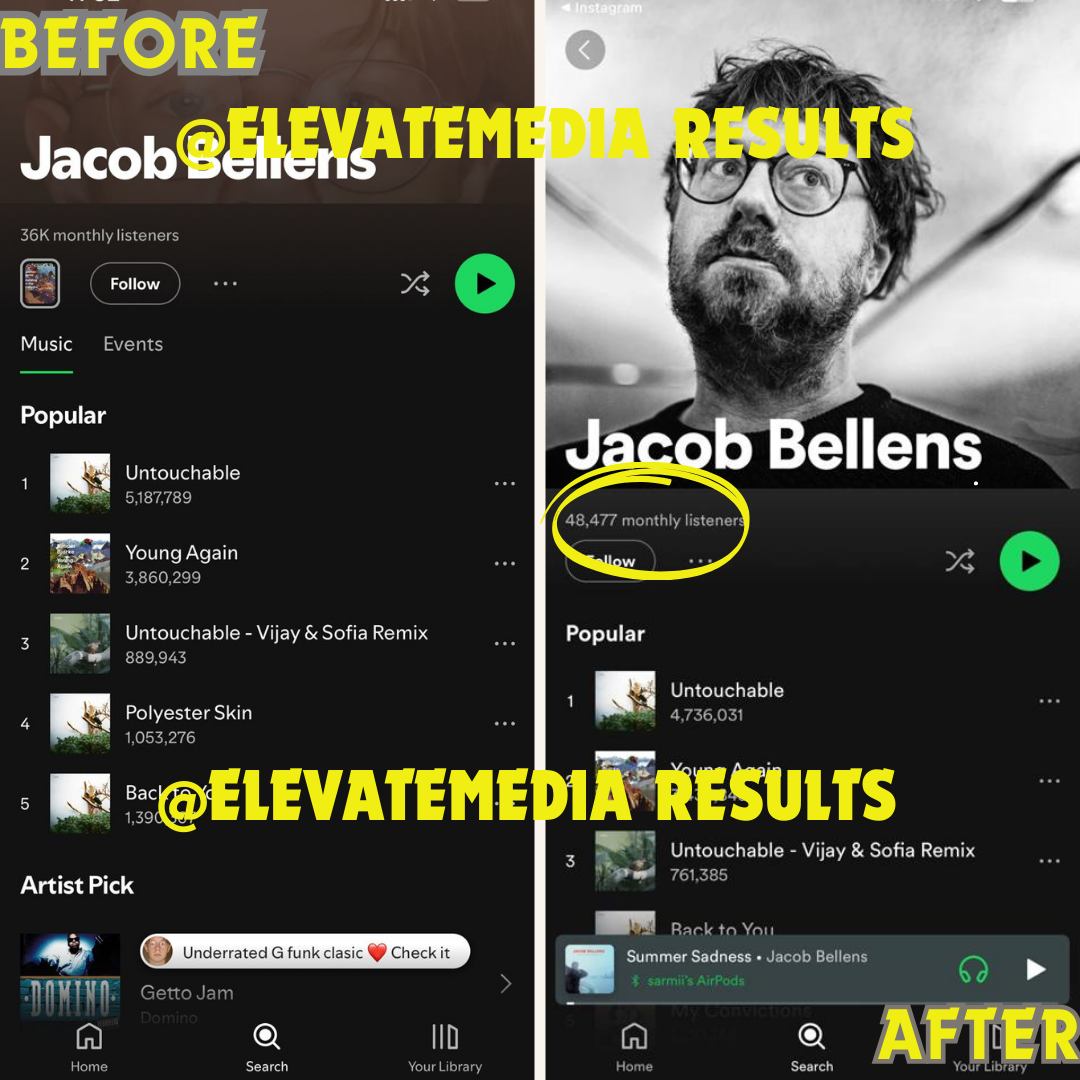 BEFORE
@ELEVATEMEDIA RESULTS
Jacob Bellens
36K monthly listeners
Follow
Music Events
Popular
1 Untouchable
5,187,789
2 Young Again
3,860,299
3 Untouchable - Vijay & Sofia Remix
889,943
4 Polyester Skin
1,053,276
5 Back to You
@ELEVATEMEDIA RESULTS
Artist Pick
Underrated G funk clasic ❤️ Check it
Getto Jam
Domino
DOMINO
Home Search Your Library
Instagram
Jacob Bellens
48,477 monthly listeners
Follow
Popular
1 Untouchable
4,736,031
2 Young Again
3 Untouchable - Vijay & Sofia Remix
761,385
Back to You
Summer Sadness • Jacob Bellens
sarmii's AirPods
5 My Convictions
AFTER
Home Search Your Library